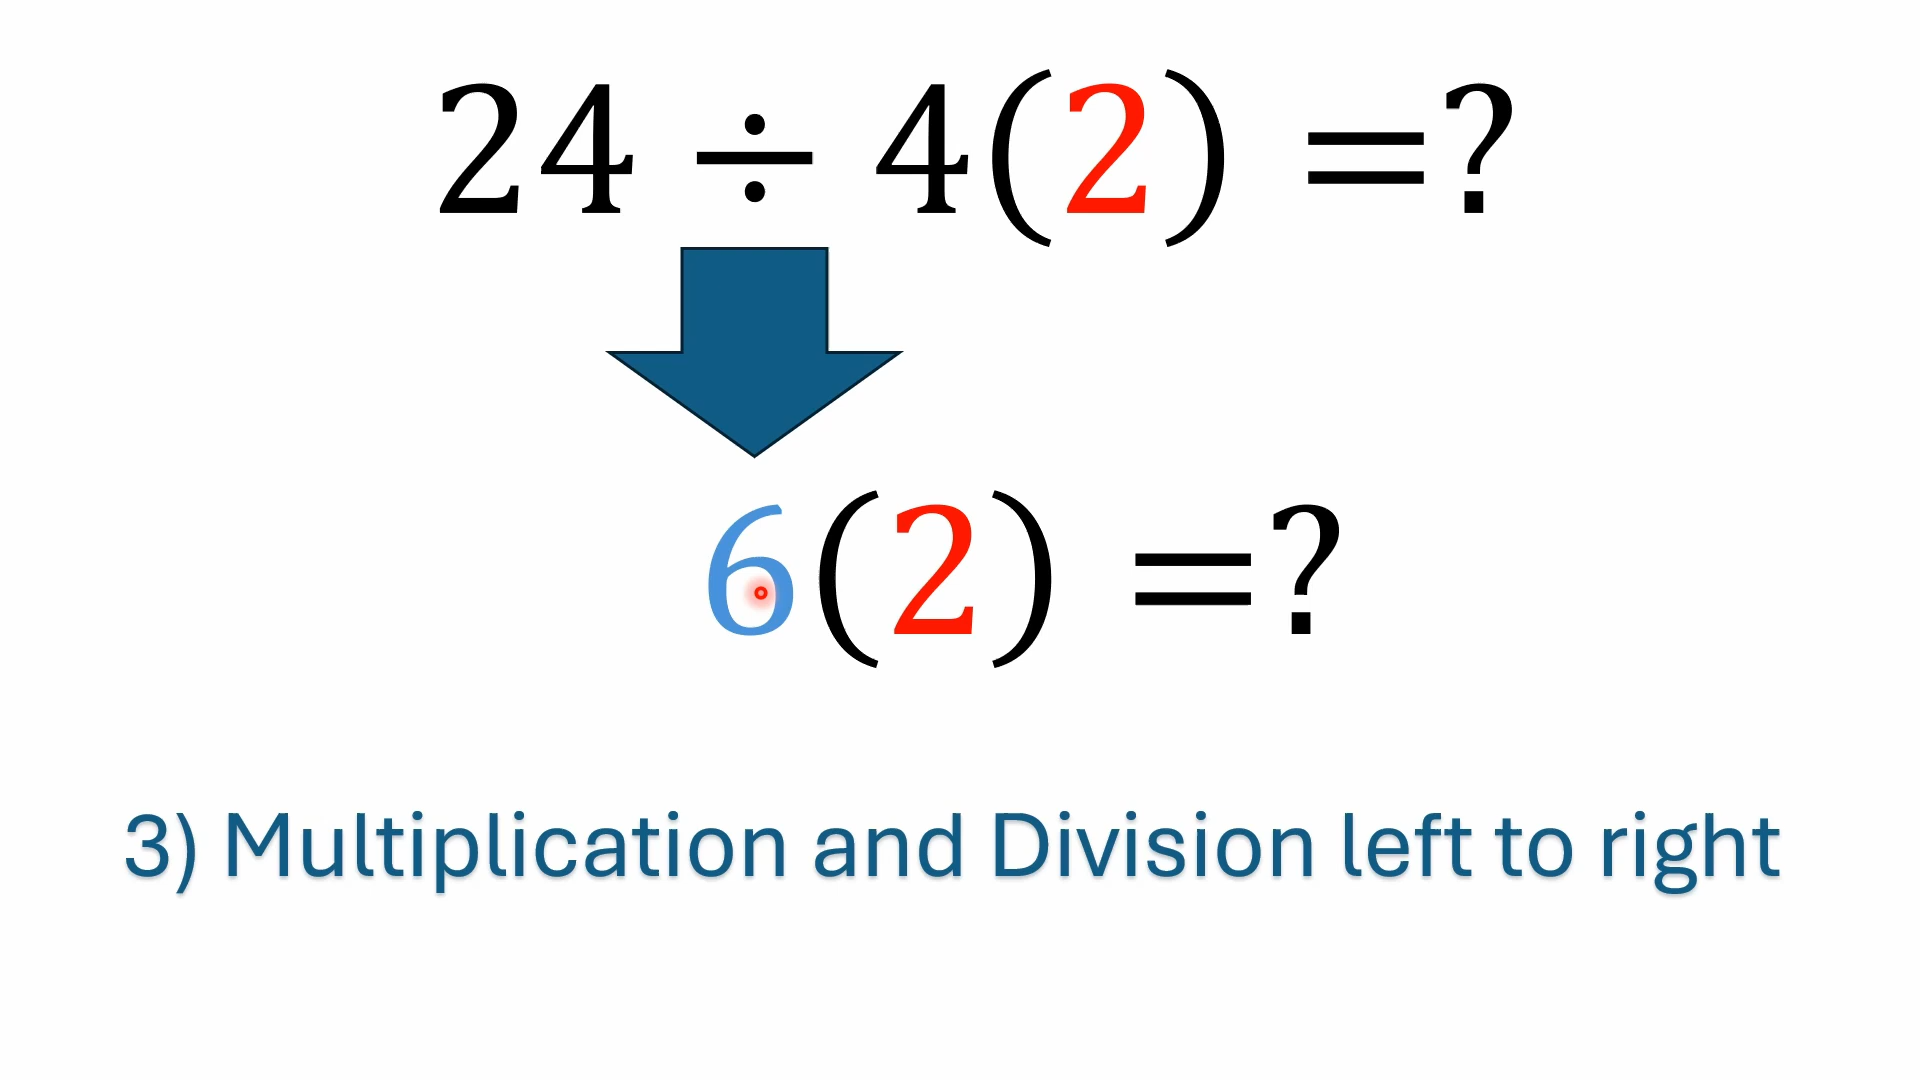 24 ÷ 4(2) =?
6(2) =?
3) Multiplication and Division left to right